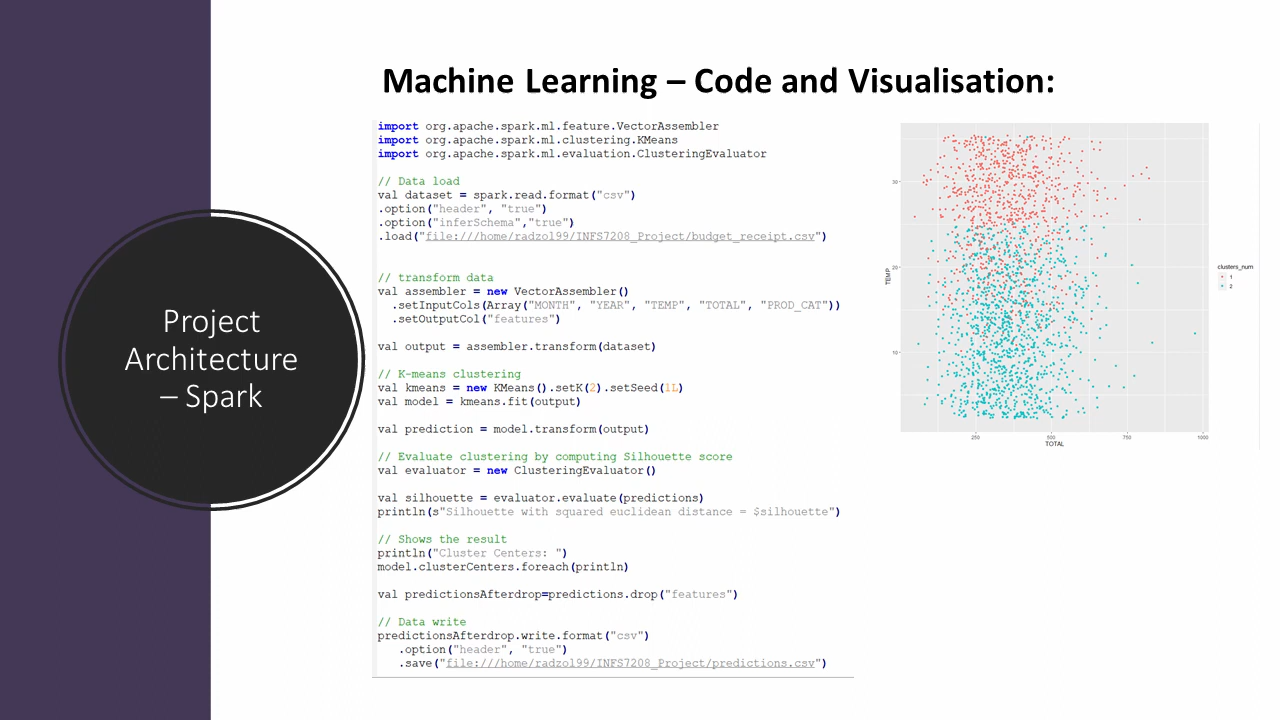 Machine Learning – Code and Visualisation:
Project
Architecture
– Spark
import org.apache.spark.ml.feature.VectorAssembler
import org.apache.spark.ml.clustering.KMeans
import org.apache.spark.ml.evaluation.ClusteringEvaluator
// Data load
val dataset = spark.read.format("csv")
.option("header", "true")
.option("inferSchema","true")
.load("file:///home/radzol99/INFS7208_Project/budget_receipt.csv")
// transform data
val assembler = new VectorAssembler()
.setInputCols(Array("MONTH", "YEAR", "TEMP", "TOTAL", "PROD_CAT"))
.setOutputCol("features")
val output = assembler.transform(dataset)
// K-means clustering
val kmeans = new KMeans().setK(2).setSeed(1L)
val model = kmeans.fit(output)
val prediction = model.transform(output)
// Evaluate clustering by computing Silhouette score
val evaluator = new ClusteringEvaluator()
val silhouette = evaluator.evaluate(predictions)
println(s"Silhouette with squared euclidean distance = $silhouette")
// Shows the result
println("Cluster Centers: ")
model.clusterCenters.foreach(println)
val predictionsAfterdrop=predictions.drop("features")
// Data write
predictionsAfterdrop.write.format("csv")
.option("header", "true")
.save("file:///home/radzol99/INFS7208_Project/predictions.csv")
30
20
10
TEMP
250 500 750 1000
TOTAL
clusters_num
1
2